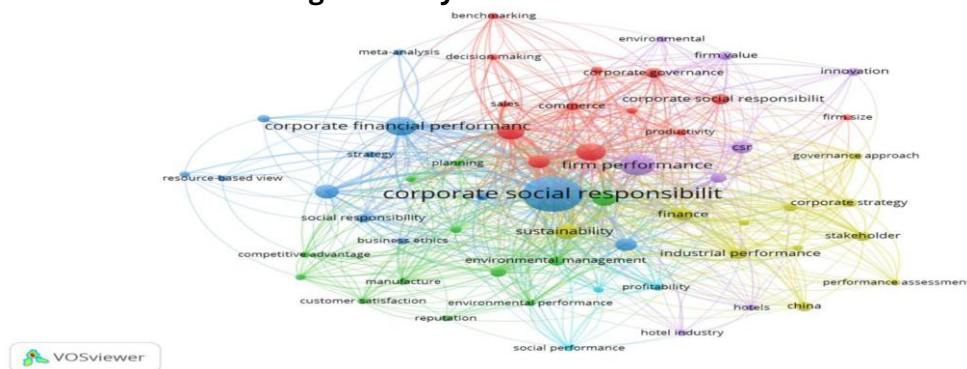 benchmarking
environmental
meta-analysis
decision making
firm value
corporate governance
innovation
sales
commerce
corporate social responsibilit
firm size
corporate financial performanc
productivity
csr
strategy
planning
firm performance
governance approach
resource-based view
corporate social responsibilit
corporate strategy
social responsibility
finance
sustainability
stakeholder
business ethics
competitive advantage
environmental management
industrial performance
manufacture
profitability
performance assessmen
customer satisfaction
environmental performance
hotels
china
reputation
hotel industry
social performance
VOSviewer